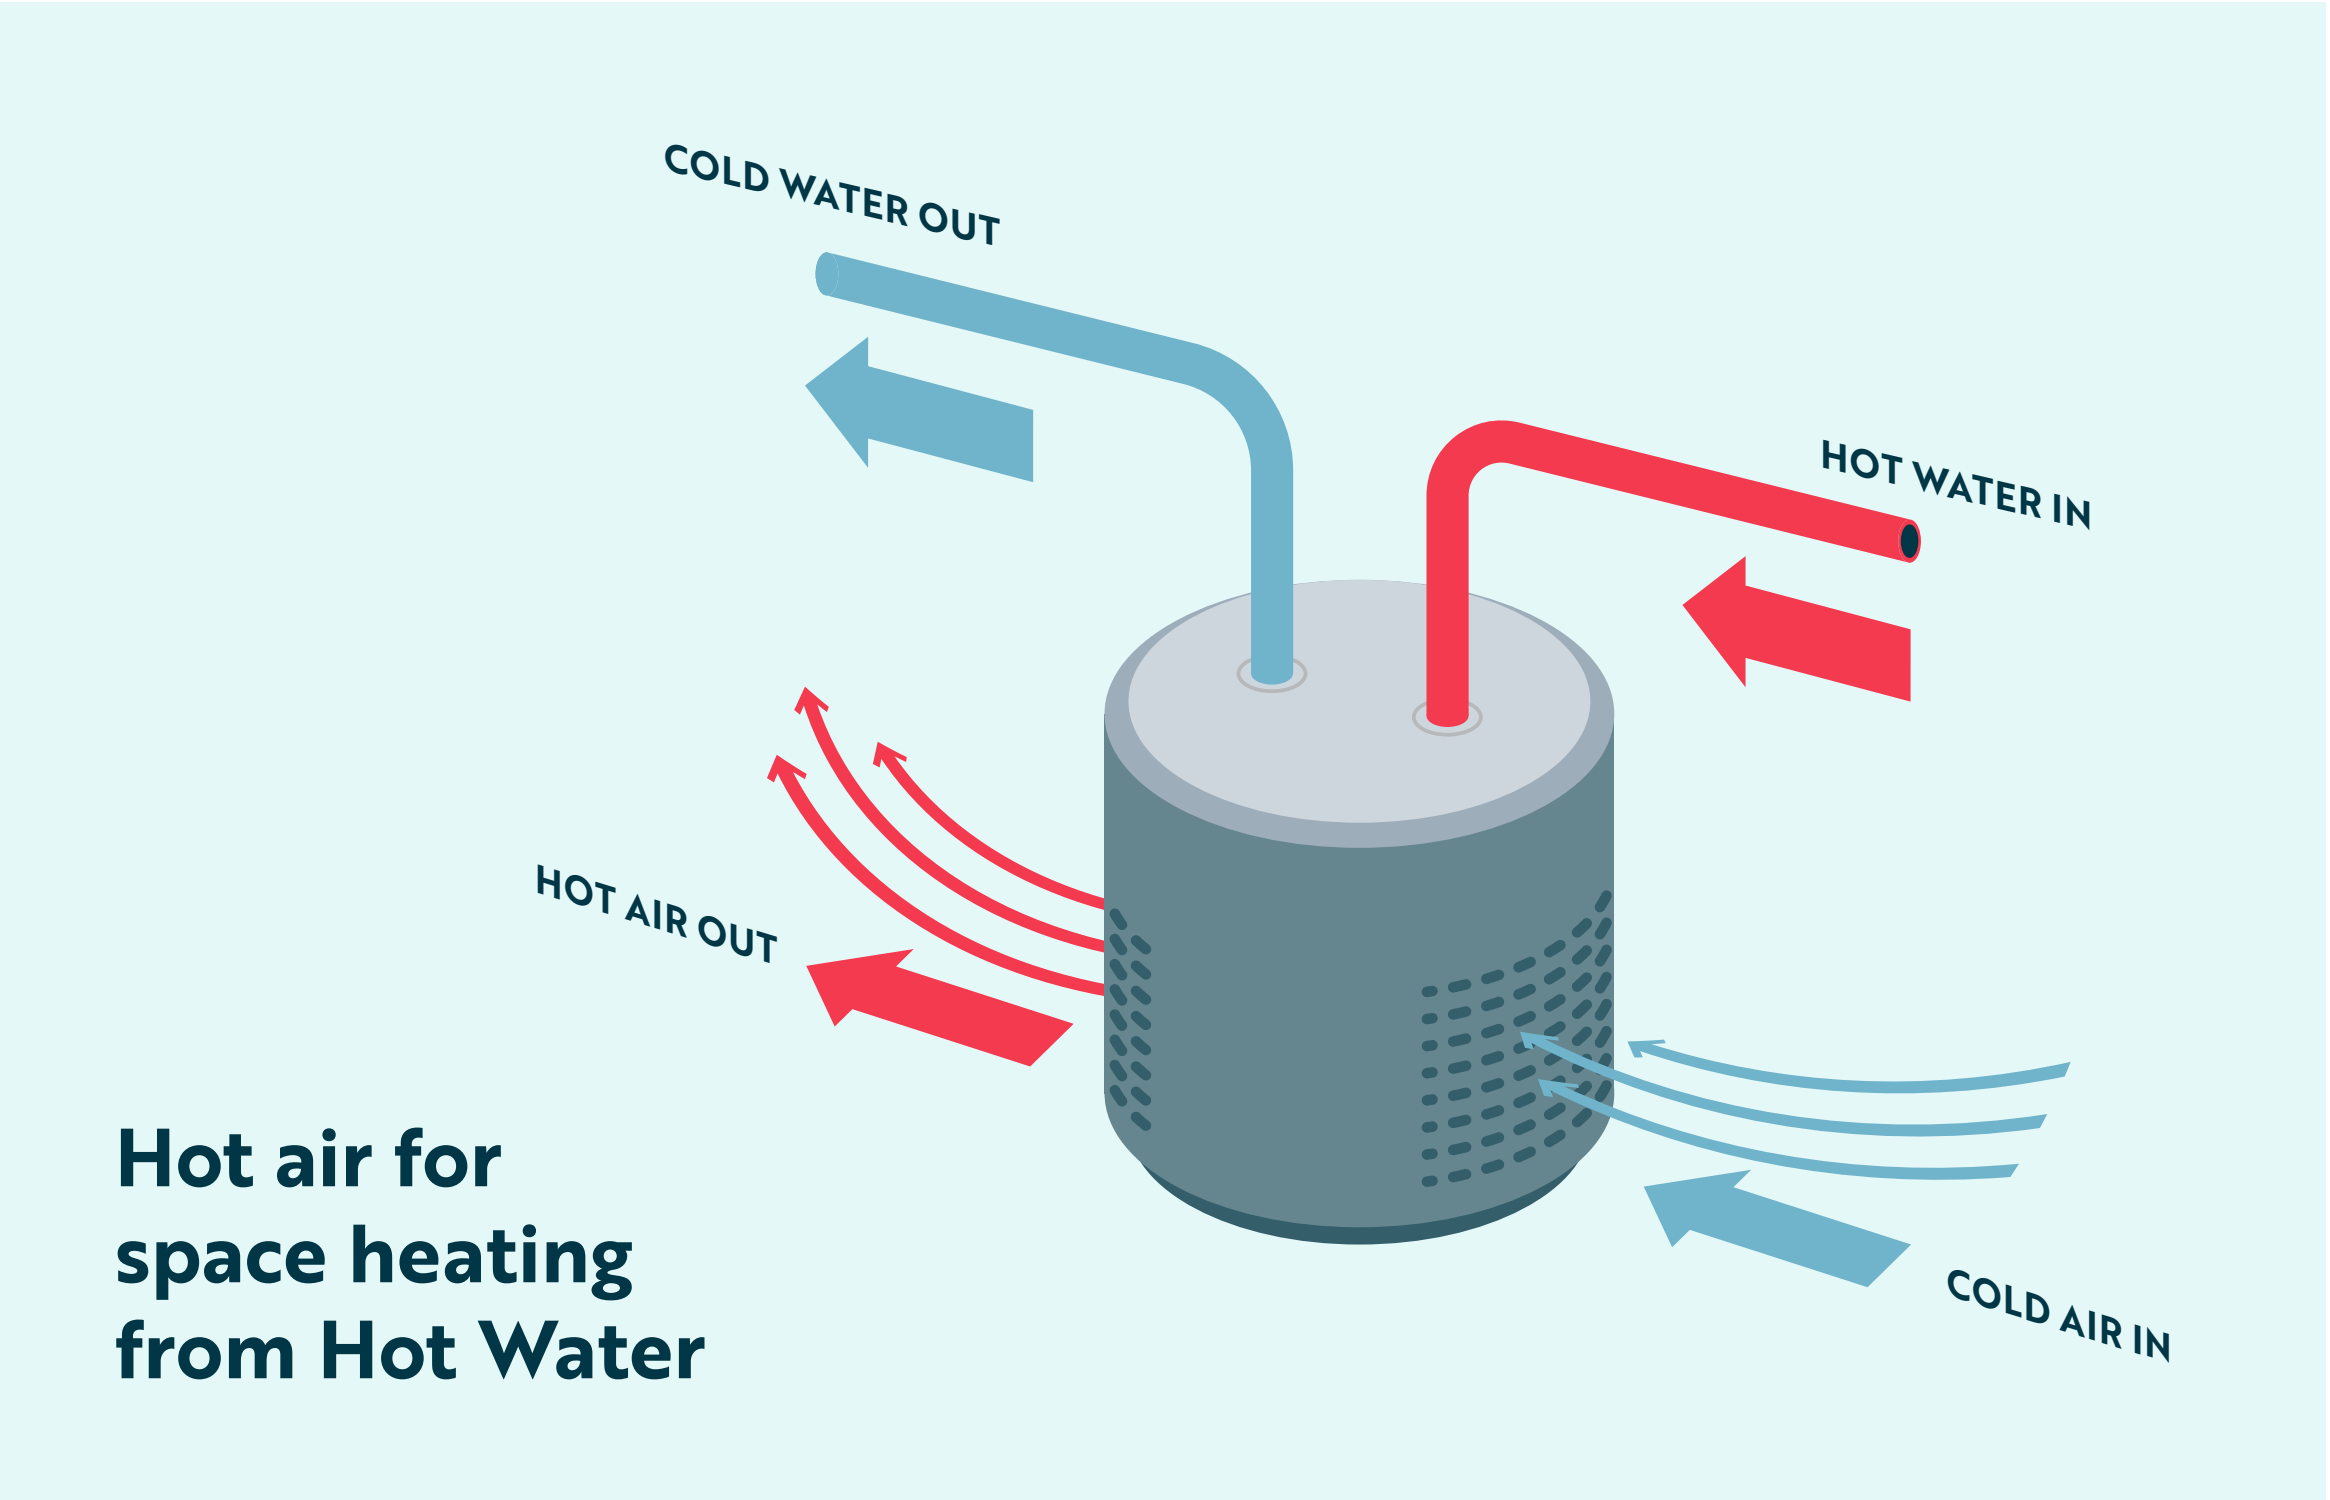 COLD WATER OUT
HOT WATER IN
HOT AIR OUT
COLD AIR IN
Hot air for
space heating
from Hot Water